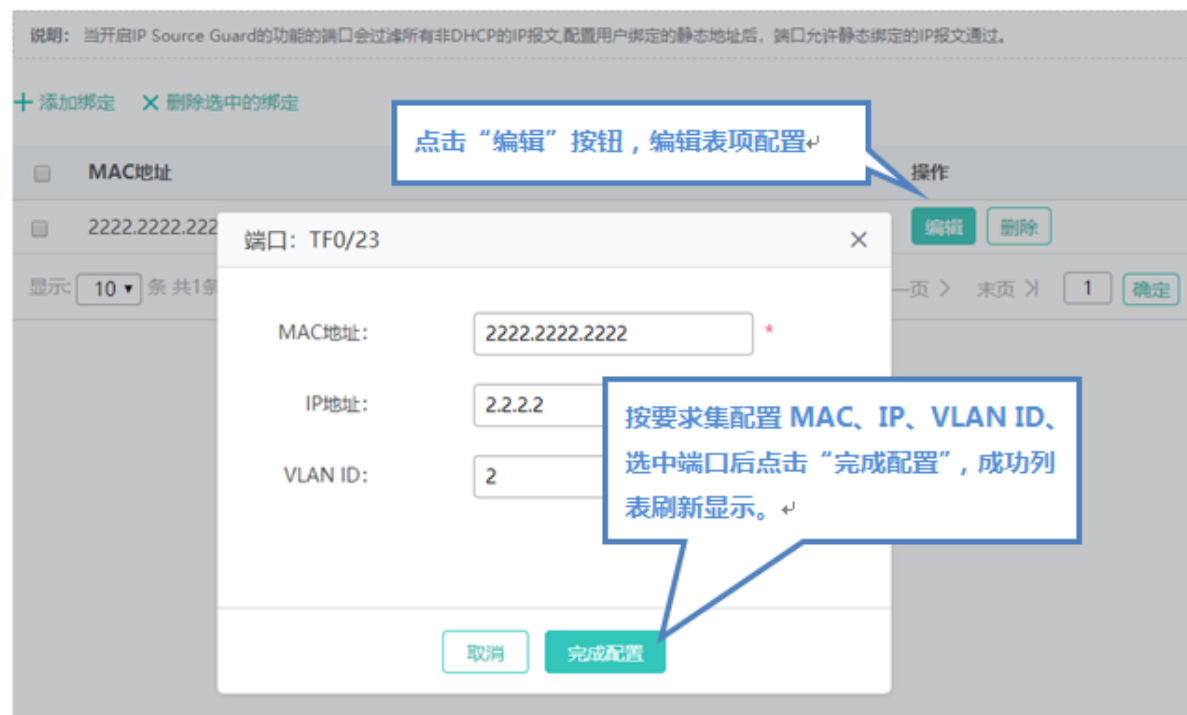 说明： 当开启IP Source Guard的功能的端口会过滤所有非DHCP的IP报文,配置用户绑定的静态地址后，端口允许静态绑定的IP报文通过。
添加绑定 删除选中的绑定
点击“编辑”按钮，编辑表项配置
MAC地址 操作
2222.2222.222 编辑 删除
端口：TF0/23
显示: 10 条 共1条 一页 末页 1 确定
MAC地址: 2222.2222.2222 *
IP地址: 2.2.2.2
VLAN ID: 2
按要求集配置 MAC、IP、VLAN ID、
选中端口后点击“完成配置”，成功列
表刷新显示。
取消 完成配置